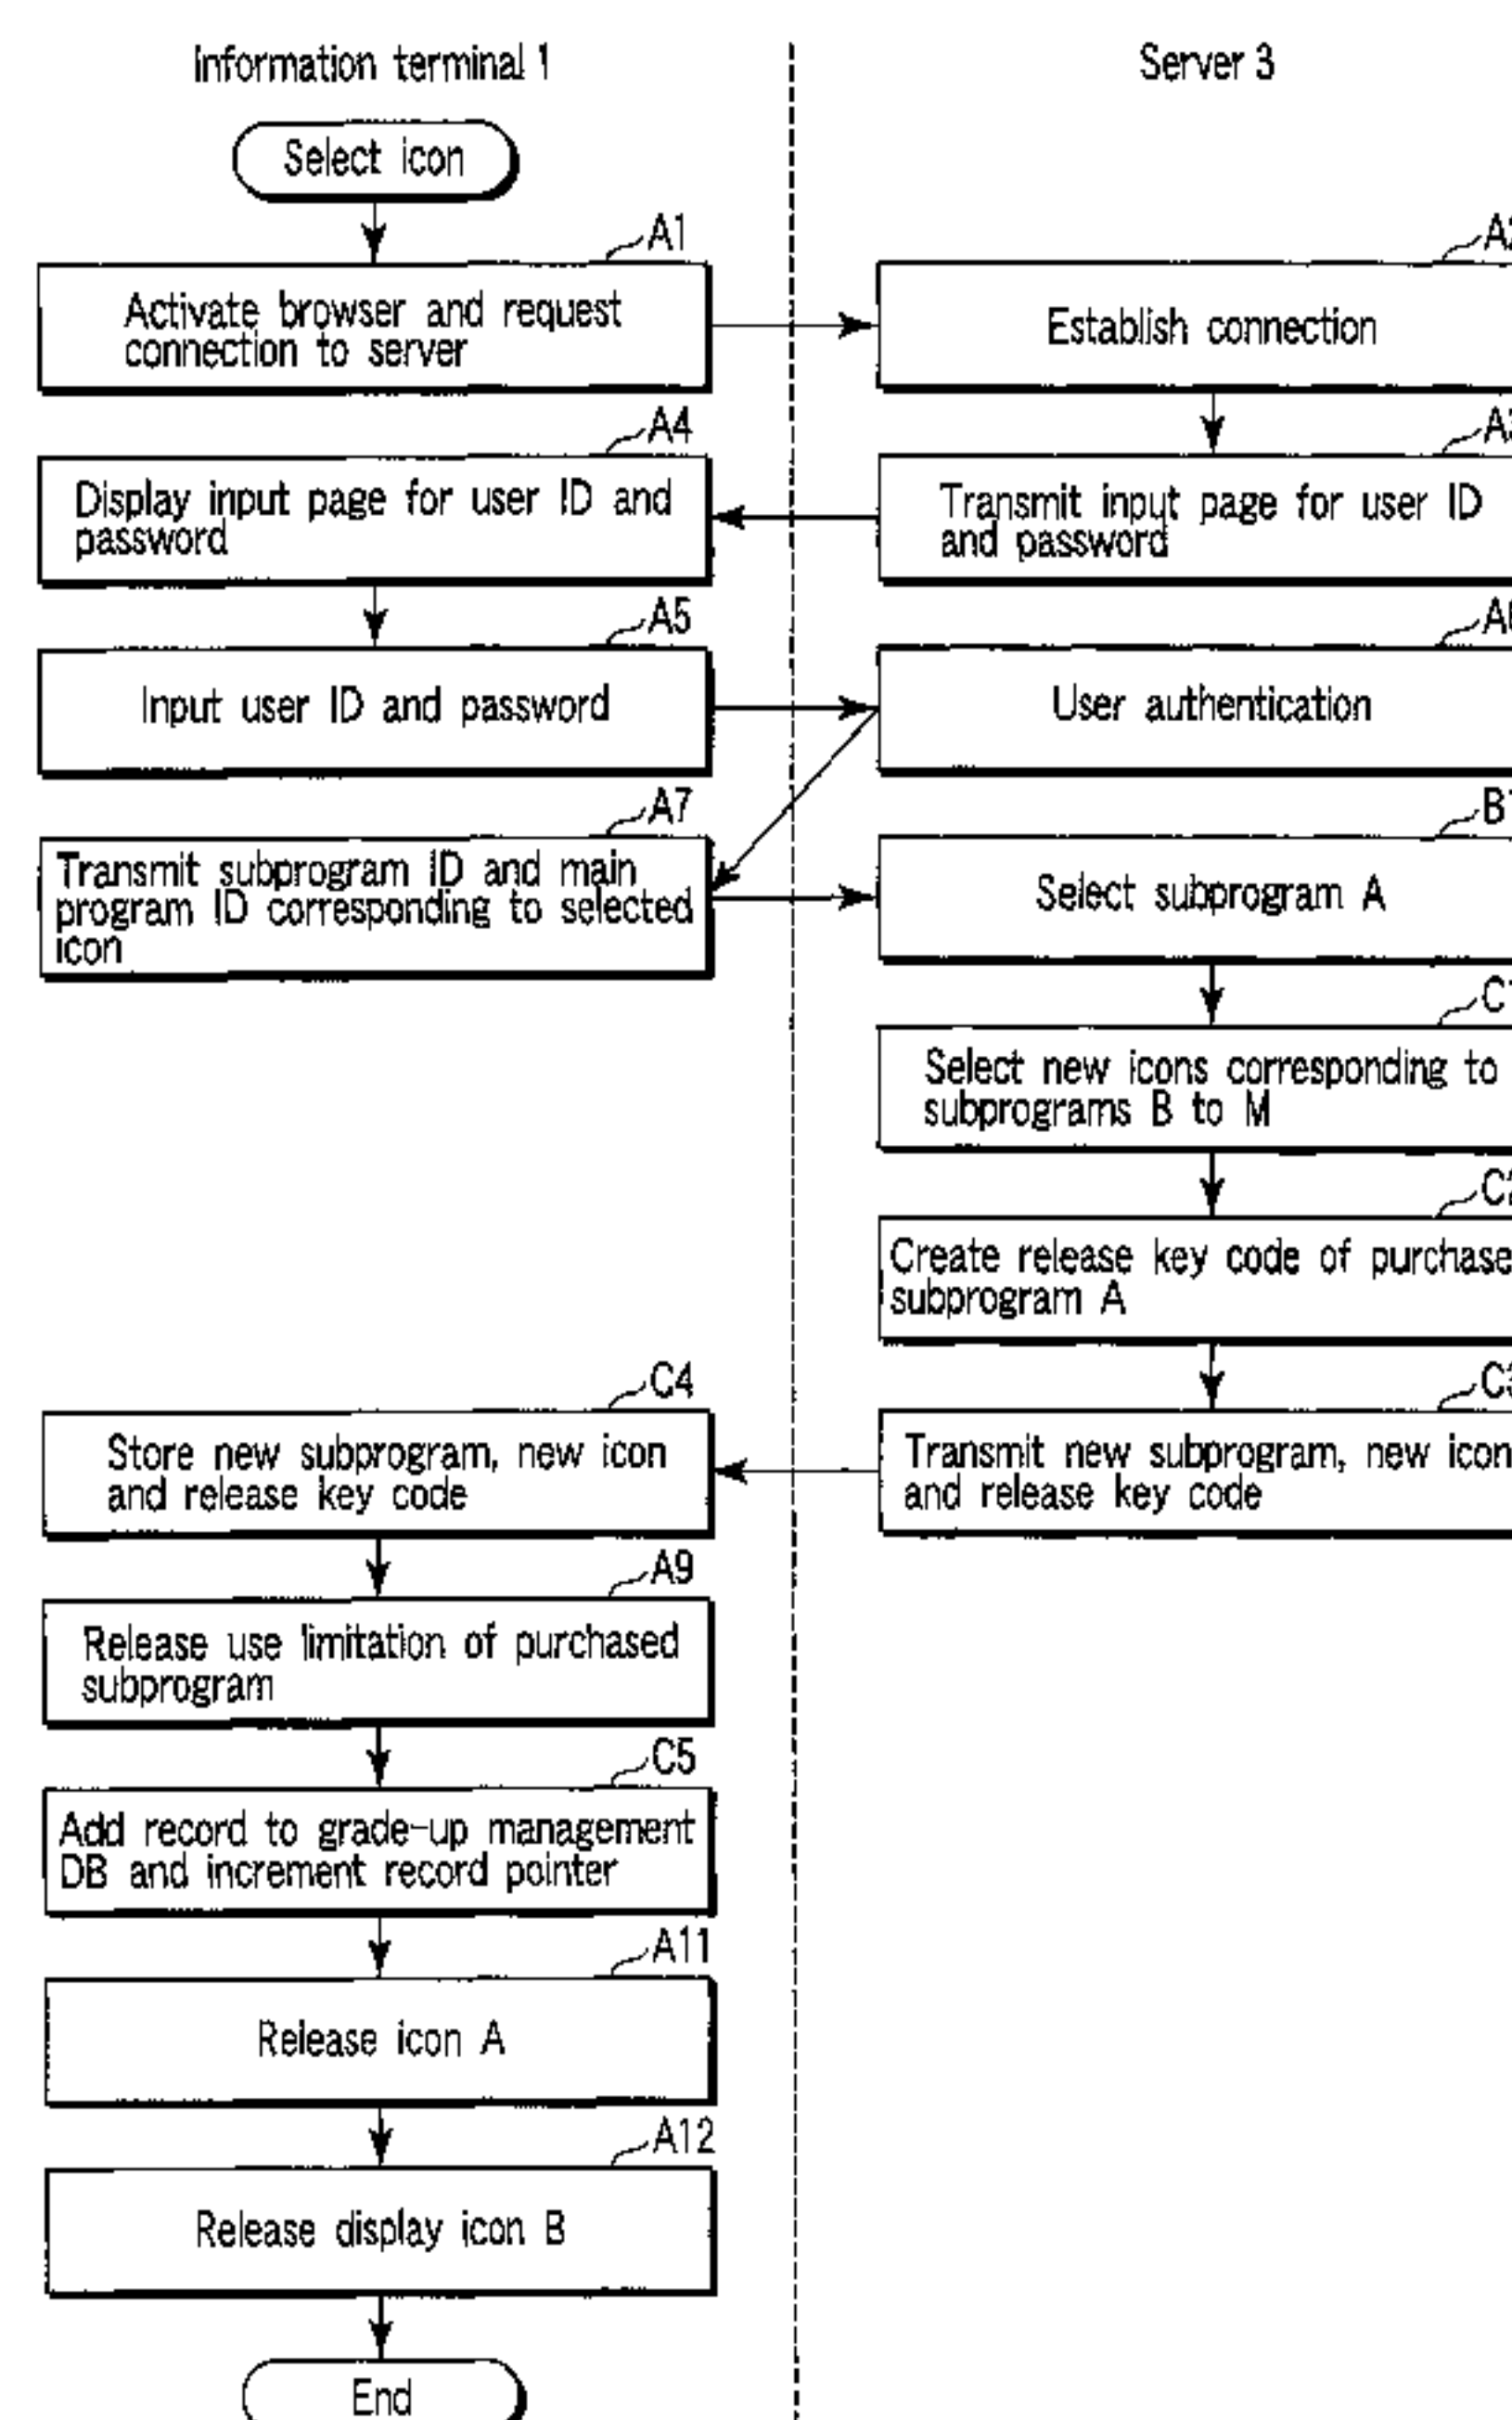 Information terminal 1
Server 3
Select icon
A1
Activate browser and request
connection to server
Establish connection
A4
Display input page for user ID and
password
Transmit input page for user ID
and password
A5
Input user ID and password
User authentication
A7
Transmit subprogram ID and main
program ID corresponding to selected
icon
Select subprogram A
Select new icons corresponding to
subprograms B to M
Create release key code of purchase
subprogram A
C4
Store new subprogram, new icon
and release key code
Transmit new subprogram, new icon
and release key code
A9
Release use limitation of purchased
subprogram
C5
Add record to grade-up management
DB and increment record pointer
A11
Release icon A
A12
Release display icon B
End